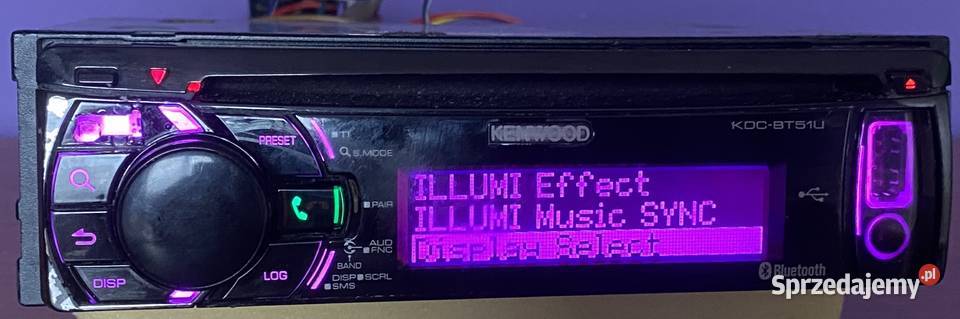 PRESET
TI
S.MODE
KENWOOD
KDC-BT51U
PAIR
AUD
FNC
BAND
DISP
LOG
DISP SCRL
SMS
ILLUMI Effect
ILLUMI Music SYNC
Display Select
Bluetooth
Sprzedajemy.pl